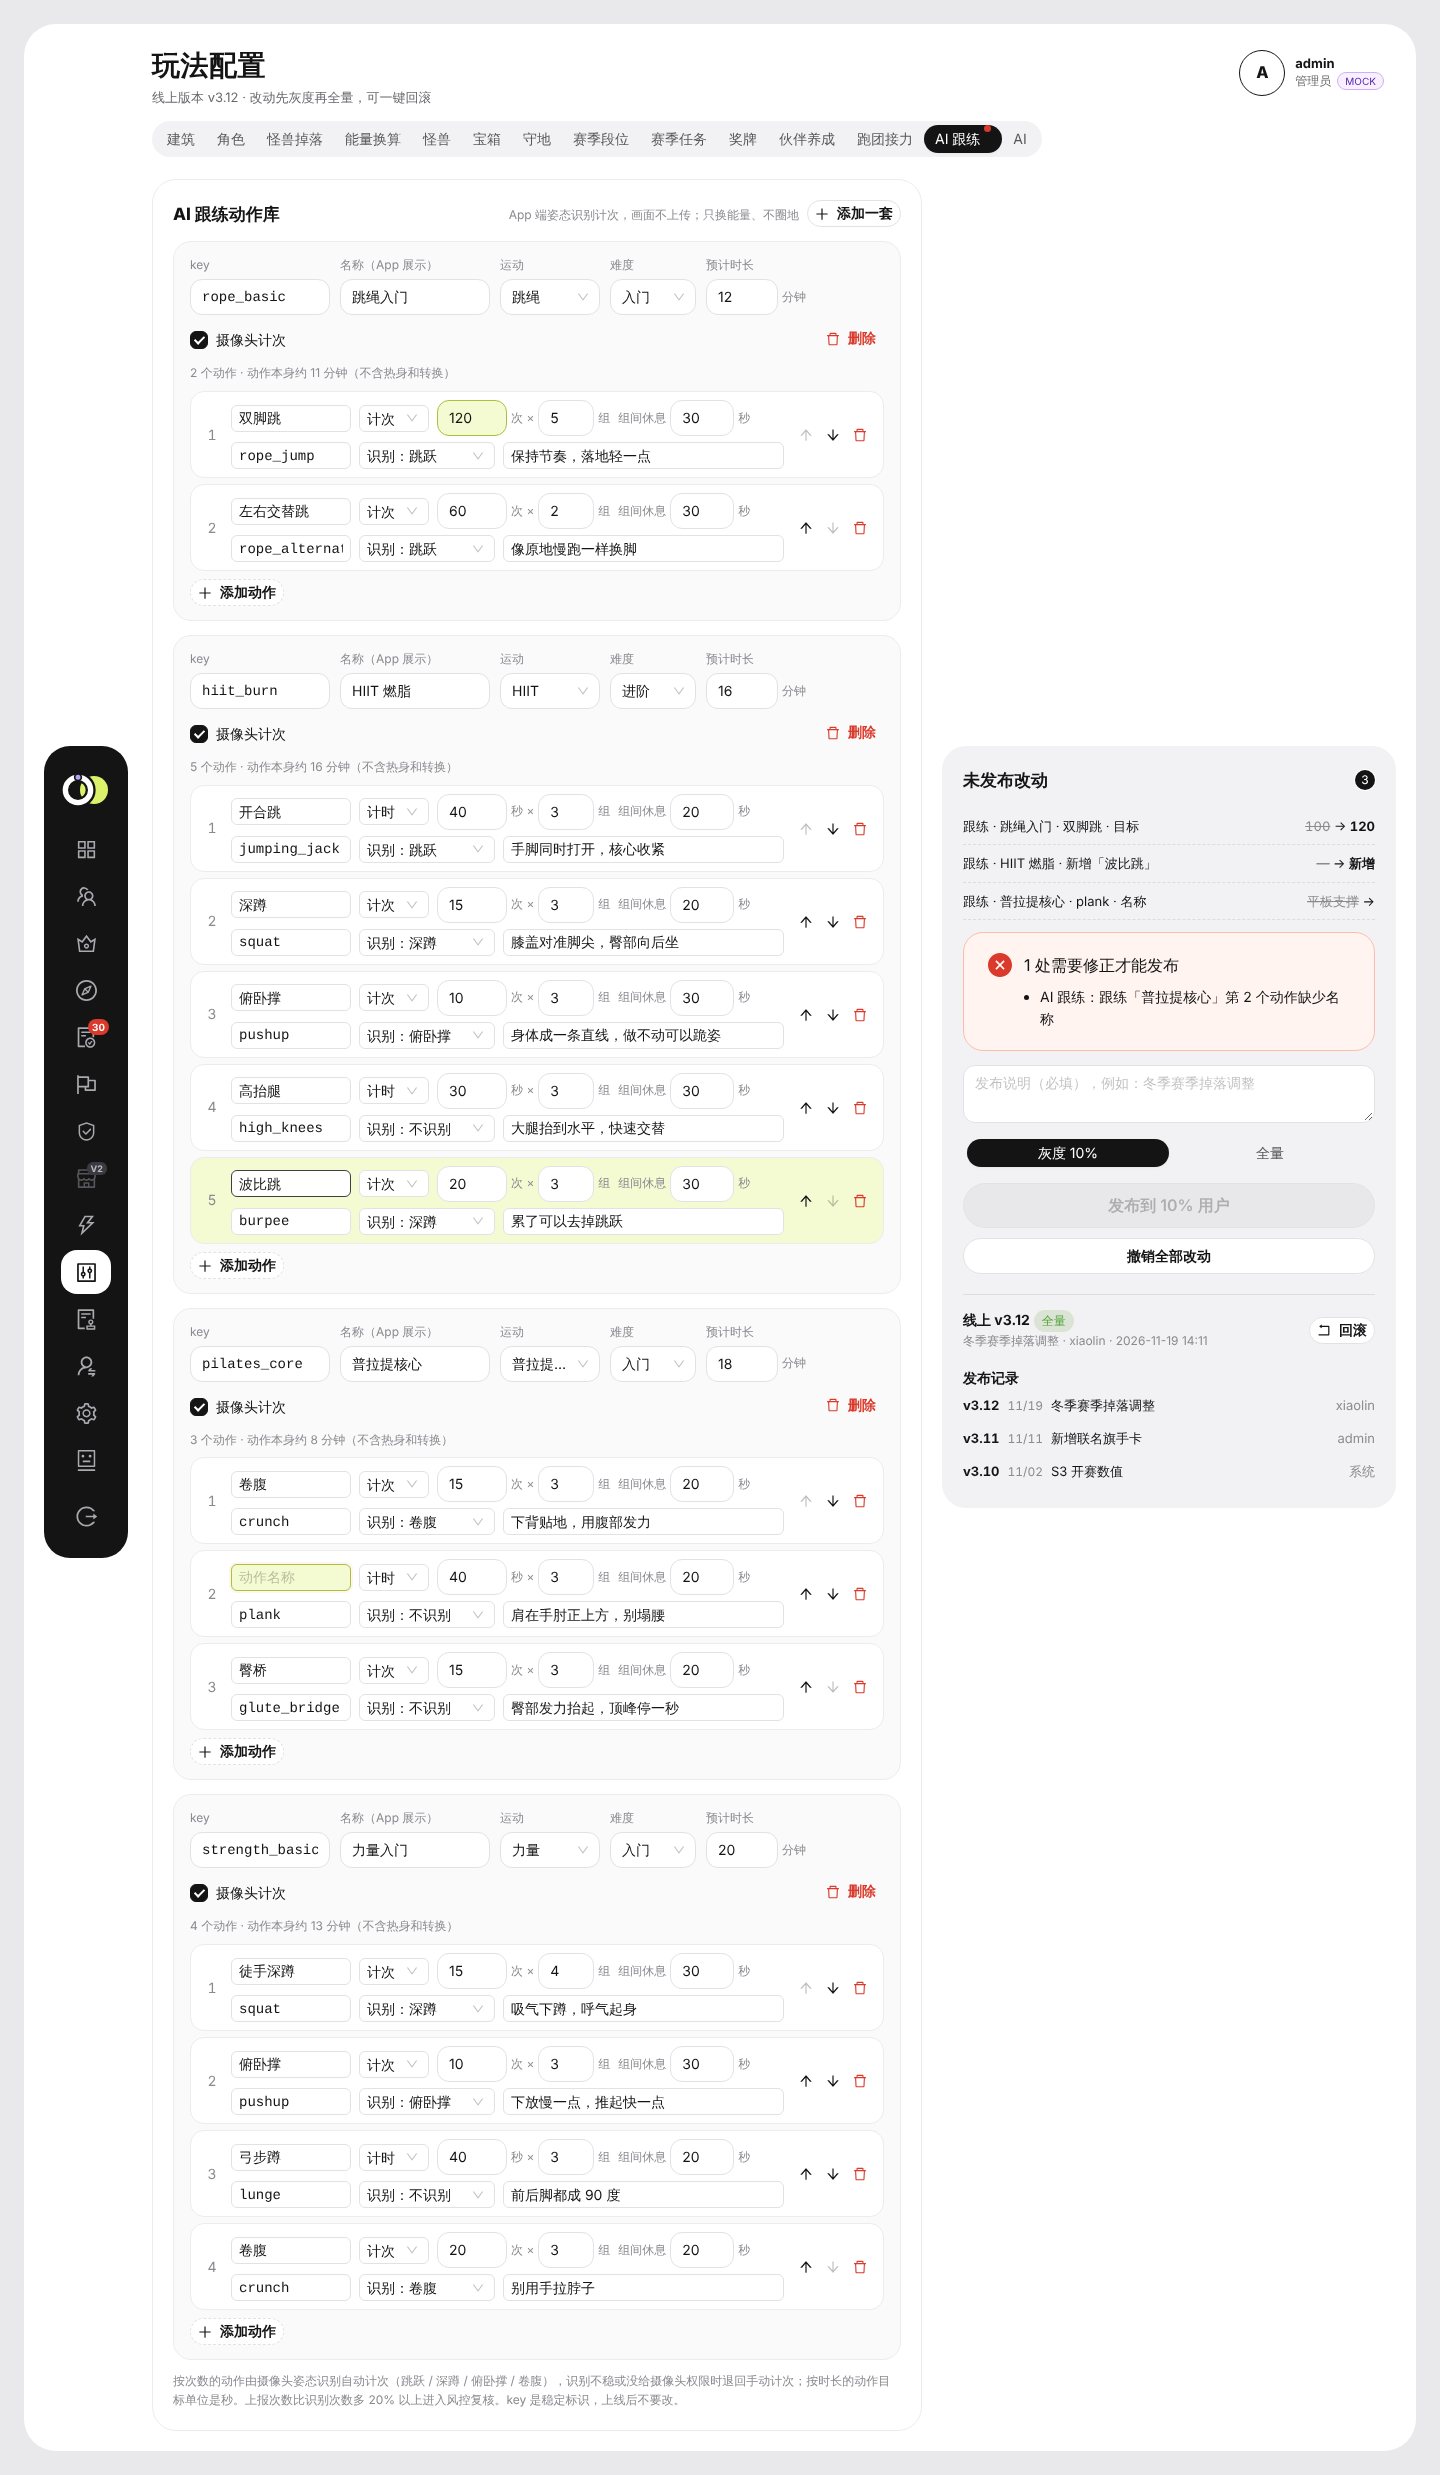 玩法配置
线上版本 v3.12 · 改动先灰度再全量，可一键回滚
A
admin
管理员 MOCK
建筑 角色 怪兽掉落 能量换算 怪兽 宝箱 守地 赛季段位 赛季任务 奖牌 伙伴养成 跑团接力 AI 跟练 AI
AI 跟练动作库
App 端姿态识别计次，画面不上传；只换能量、不圈地
添加一套
key 名称（App 展示） 运动 难度 预计时长
rope_basic 跳绳入门 跳绳 入门 12 分钟
摄像头计次 删除
2 个动作 · 动作本身约 11 分钟（不含热身和转换）
1 双脚跳 计次 120 次 × 5 组 组间休息 30 秒
rope_jump 识别：跳跃 保持节奏，落地轻一点
2 左右交替跳 计次 60 次 × 2 组 组间休息 30 秒
rope_alternat 识别：跳跃 像原地慢跑一样换脚
添加动作
key 名称（App 展示） 运动 难度 预计时长
hiit_burn HIIT 燃脂 HIIT 进阶 16 分钟
摄像头计次 删除
5 个动作 · 动作本身约 16 分钟（不含热身和转换）
1 开合跳 计时 40 秒 × 3 组 组间休息 20 秒
jumping_jack 识别：跳跃 手脚同时打开，核心收紧
2 深蹲 计次 15 次 × 3 组 组间休息 20 秒
squat 识别：深蹲 膝盖对准脚尖，臀部向后坐
3 俯卧撑 计次 10 次 × 3 组 组间休息 30 秒
pushup 识别：俯卧撑 身体成一条直线，做不动可以跪姿
4 高抬腿 计时 30 秒 × 3 组 组间休息 30 秒
high_knees 识别：不识别 大腿抬到水平，快速交替
5 波比跳 计次 20 次 × 3 组 组间休息 30 秒
burpee 识别：深蹲 累了可以去掉跳跃
添加动作
key 名称（App 展示） 运动 难度 预计时长
pilates_core 普拉提核心 普拉提... 入门 18 分钟
摄像头计次 删除
3 个动作 · 动作本身约 8 分钟（不含热身和转换）
1 卷腹 计次 15 次 × 3 组 组间休息 20 秒
crunch 识别：卷腹 下背贴地，用腹部发力
2 动作名称 计时 40 秒 × 3 组 组间休息 20 秒
plank 识别：不识别 肩在手肘正上方，别塌腰
3 臀桥 计次 15 次 × 3 组 组间休息 20 秒
glute_bridge 识别：不识别 臀部发力抬起，顶峰停一秒
添加动作
key 名称（App 展示） 运动 难度 预计时长
strength_basic 力量入门 力量 入门 20 分钟
摄像头计次 删除
4 个动作 · 动作本身约 13 分钟（不含热身和转换）
1 徒手深蹲 计次 15 次 × 4 组 组间休息 30 秒
squat 识别：深蹲 吸气下蹲，呼气起身
2 俯卧撑 计次 10 次 × 3 组 组间休息 30 秒
pushup 识别：俯卧撑 下放慢一点，推起快一点
3 弓步蹲 计时 40 秒 × 3 组 组间休息 20 秒
lunge 识别：不识别 前后脚都成 90 度
4 卷腹 计次 20 次 × 3 组 组间休息 20 秒
crunch 识别：卷腹 别用手拉脖子
添加动作
按次数的动作由摄像头姿态识别自动计次（跳跃 / 深蹲 / 俯卧撑 / 卷腹），识别不稳或没给摄像头权限时退回手动计次；按时长的动作目
标单位是秒。上报次数比识别次数多 20% 以上进入风控复核。key 是稳定标识，上线后不要改。
30
V2
未发布改动 3
跟练 · 跳绳入门 · 双脚跳 · 目标 100 → 120
跟练 · HIIT 燃脂 · 新增「波比跳」 — → 新增
跟练 · 普拉提核心 · plank · 名称 平板支撑 →
1 处需要修正才能发布
AI 跟练：跟练「普拉提核心」第 2 个动作缺少名
称
发布说明（必填），例如：冬季赛季掉落调整
灰度 10% 全量
发布到 10% 用户
撤销全部改动
线上 v3.12 全量
冬季赛季掉落调整 · xiaolin · 2026-11-19 14:11
回滚
发布记录
v3.12 11/19 冬季赛季掉落调整 xiaolin
v3.11 11/11 新增联名旗手卡 admin
v3.10 11/02 S3 开赛数值 系统